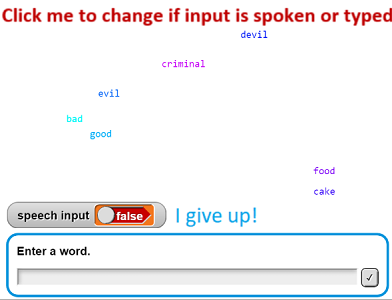 Click me to change if input is spoken or typed
devil
criminal
evil
bad
good
food
cake
speech input false
I give up!
Enter a word.
✓